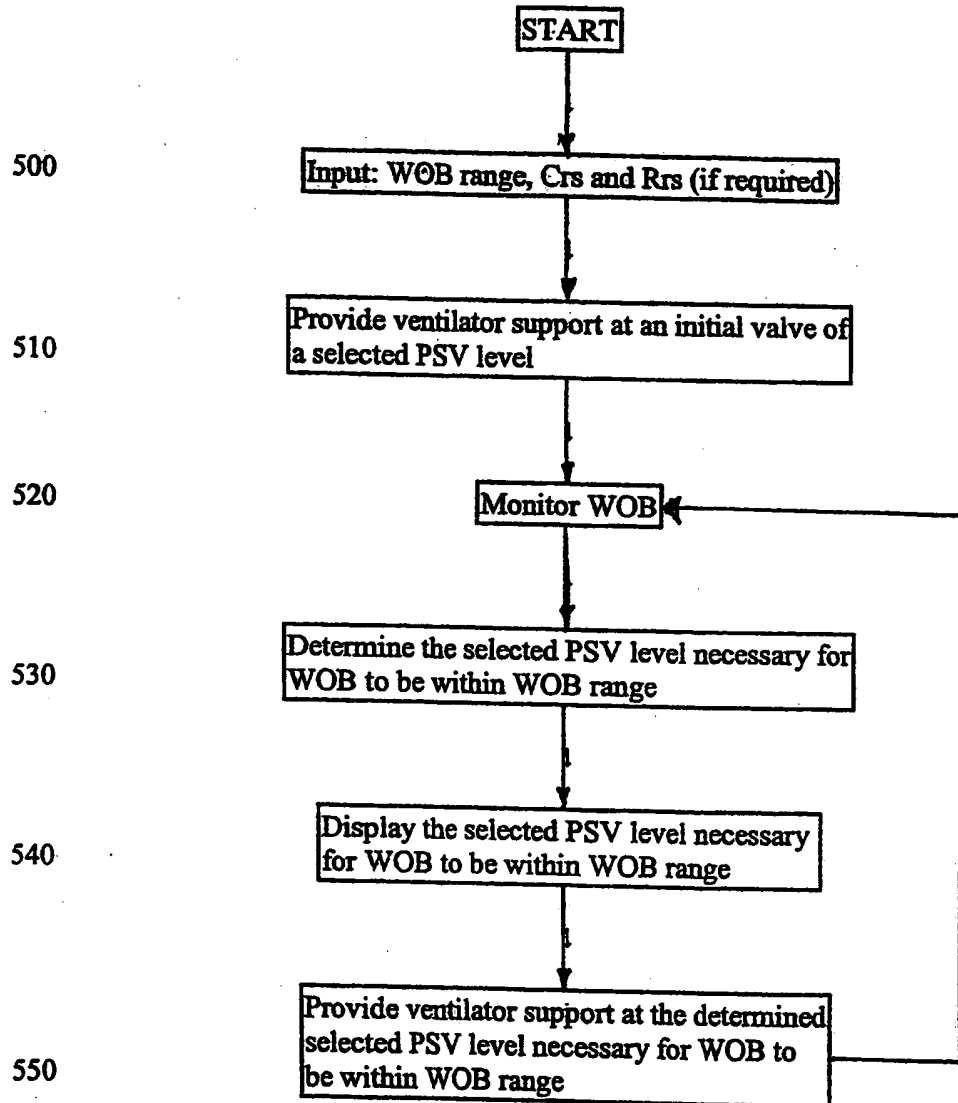 START
500
Input: WOB range, Crs and Rrs (if required)
510
Provide ventilator support at an initial valve of
a selected PSV level
520
Monitor WOB
530
Determine the selected PSV level necessary for
WOB to be within WOB range
540
Display the selected PSV level necessary
for WOB to be within WOB range
550
Provide ventilator support at the determined
selected PSV level necessary for WOB to
be within WOB range